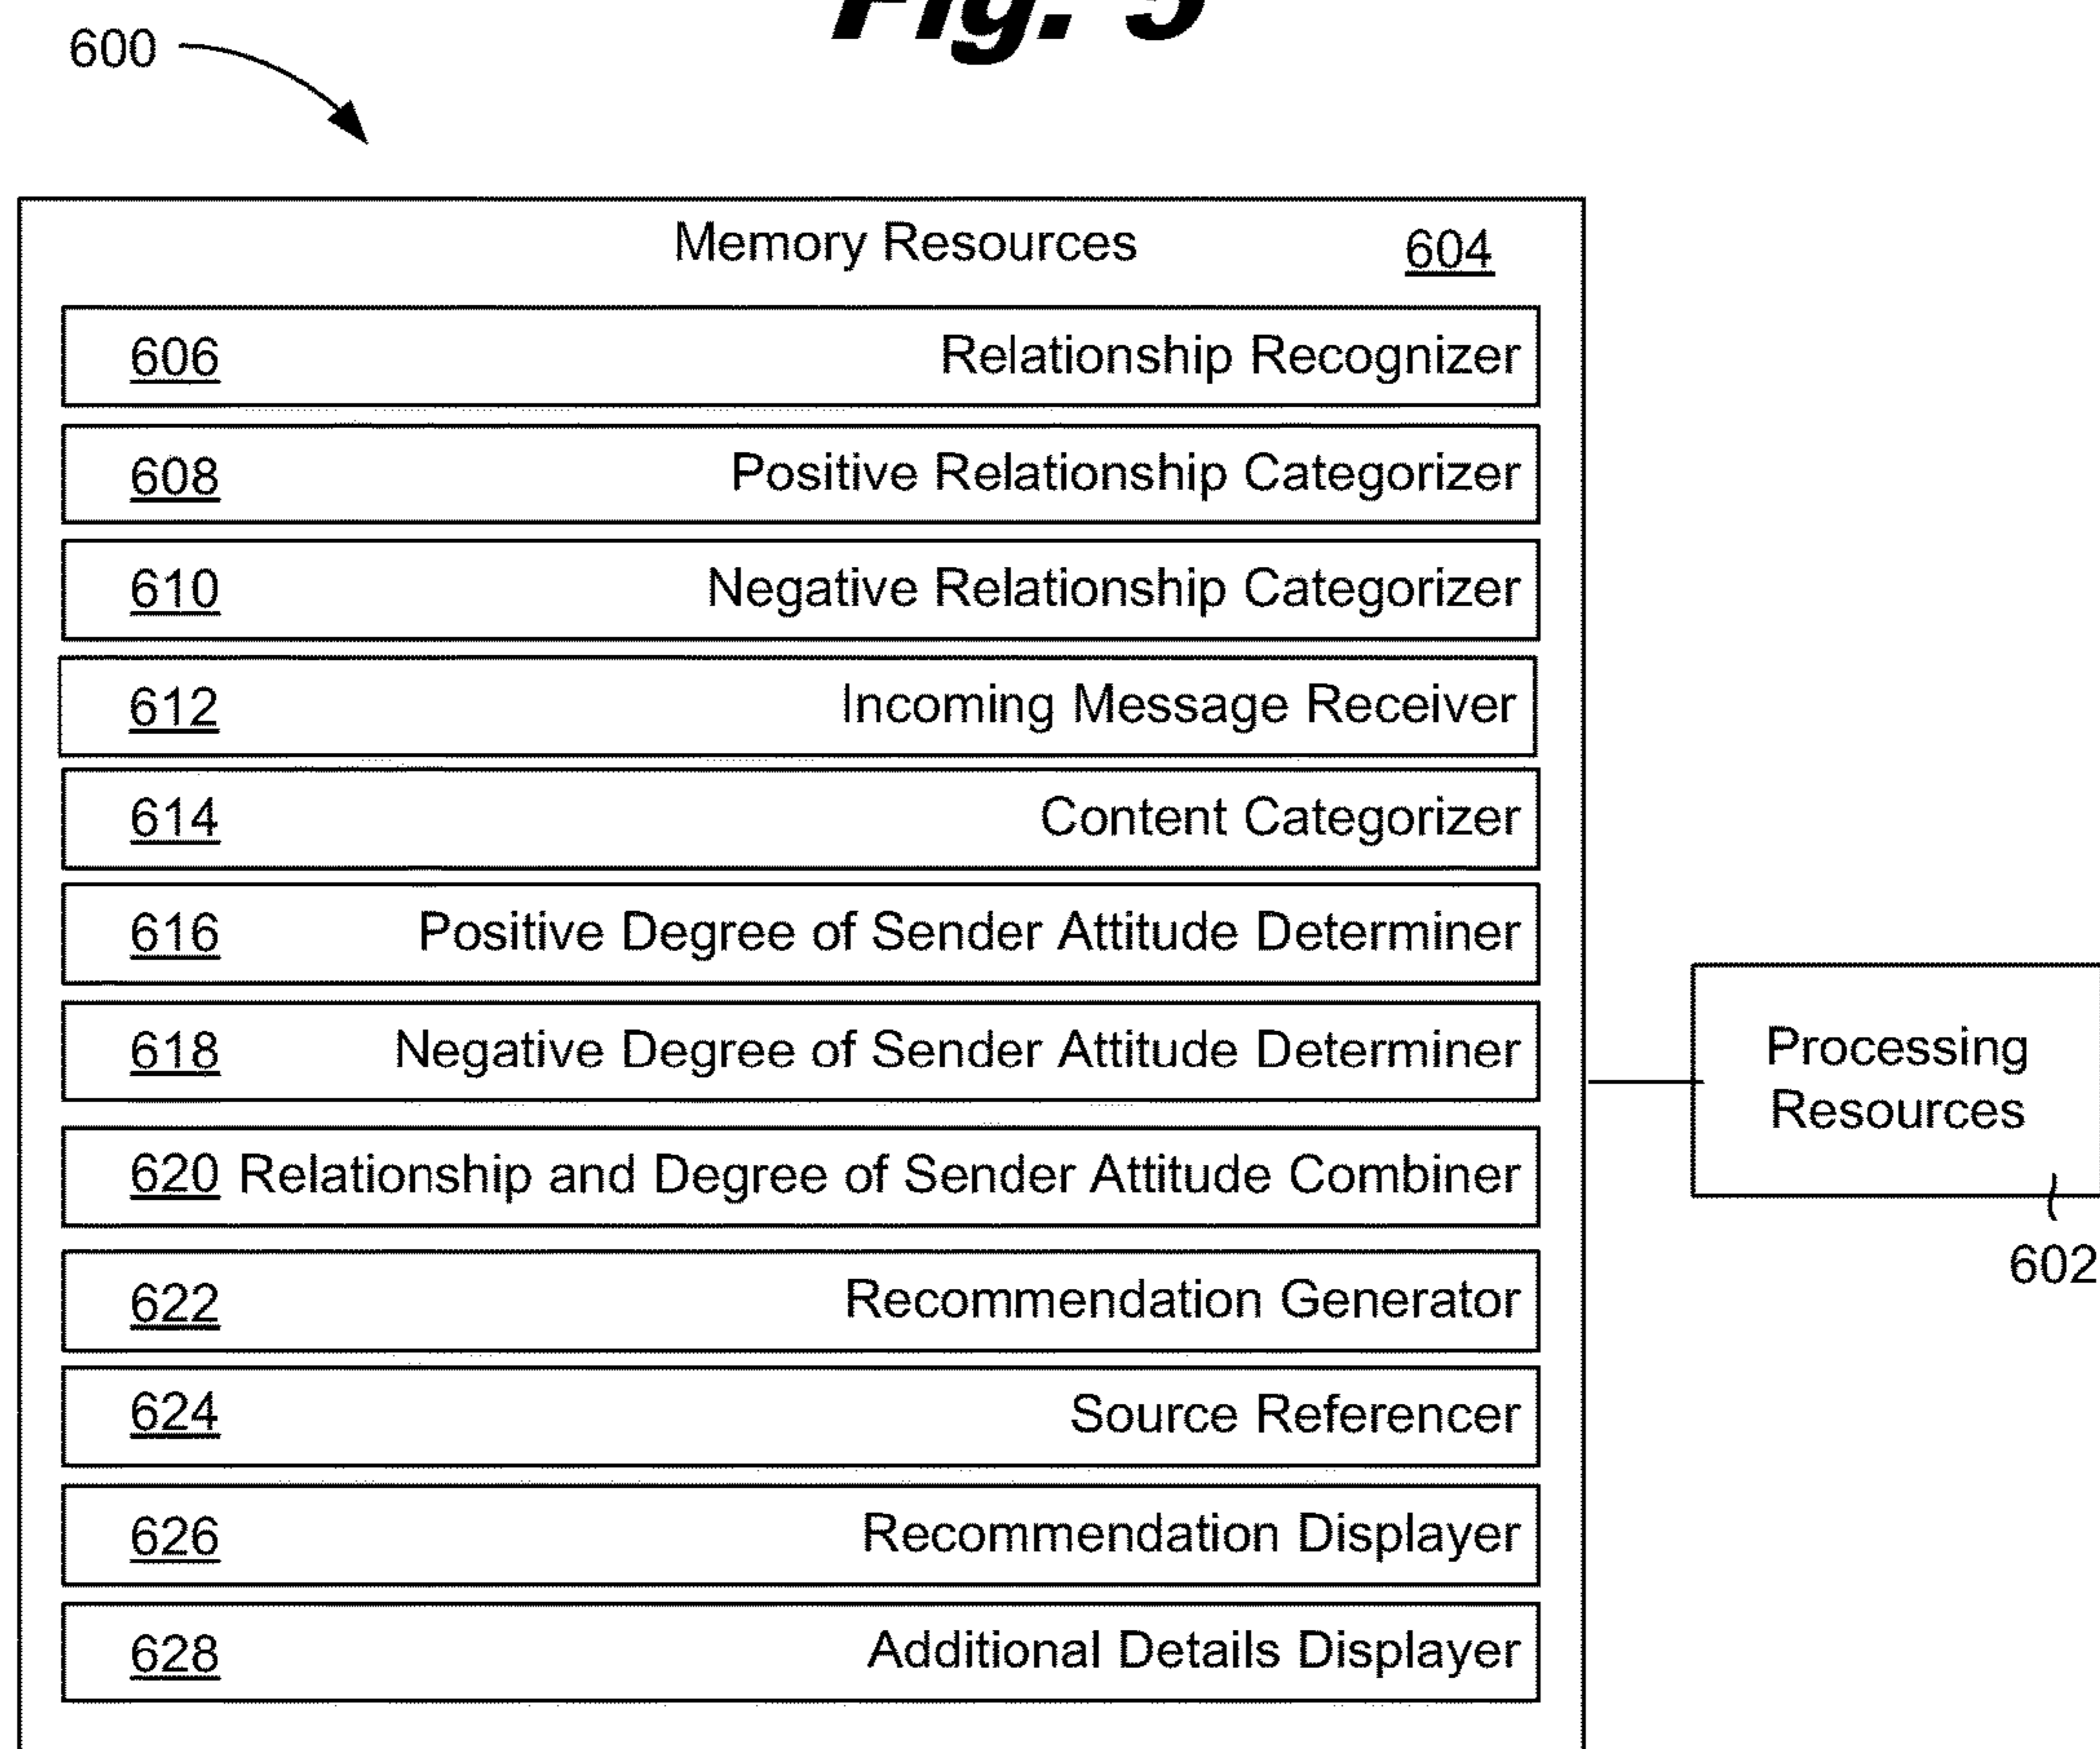 Fig. 5
600
Memory Resources 604
606 Relationship Recognizer
608 Positive Relationship Categorizer
610 Negative Relationship Categorizer
612 Incoming Message Receiver
614 Content Categorizer
616 Positive Degree of Sender Attitude Determiner
618 Negative Degree of Sender Attitude Determiner
620 Relationship and Degree of Sender Attitude Combiner
622 Recommendation Generator
624 Source Referencer
626 Recommendation Displayer
628 Additional Details Displayer
Processing
Resources
602